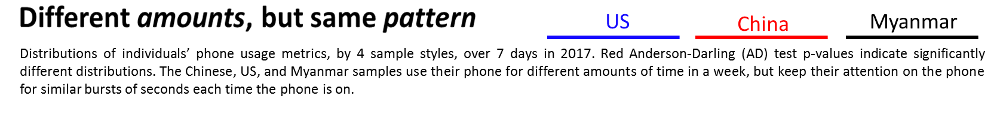 Different amounts, but same pattern
US
China
Myanmar
Distributions of individuals’ phone usage metrics, by 4 sample styles, over 7 days in 2017. Red Anderson-Darling (AD) test p-values indicate significantly
different distributions. The Chinese, US, and Myanmar samples use their phone for different amounts of time in a week, but keep their attention on the phone
for similar bursts of seconds each time the phone is on.